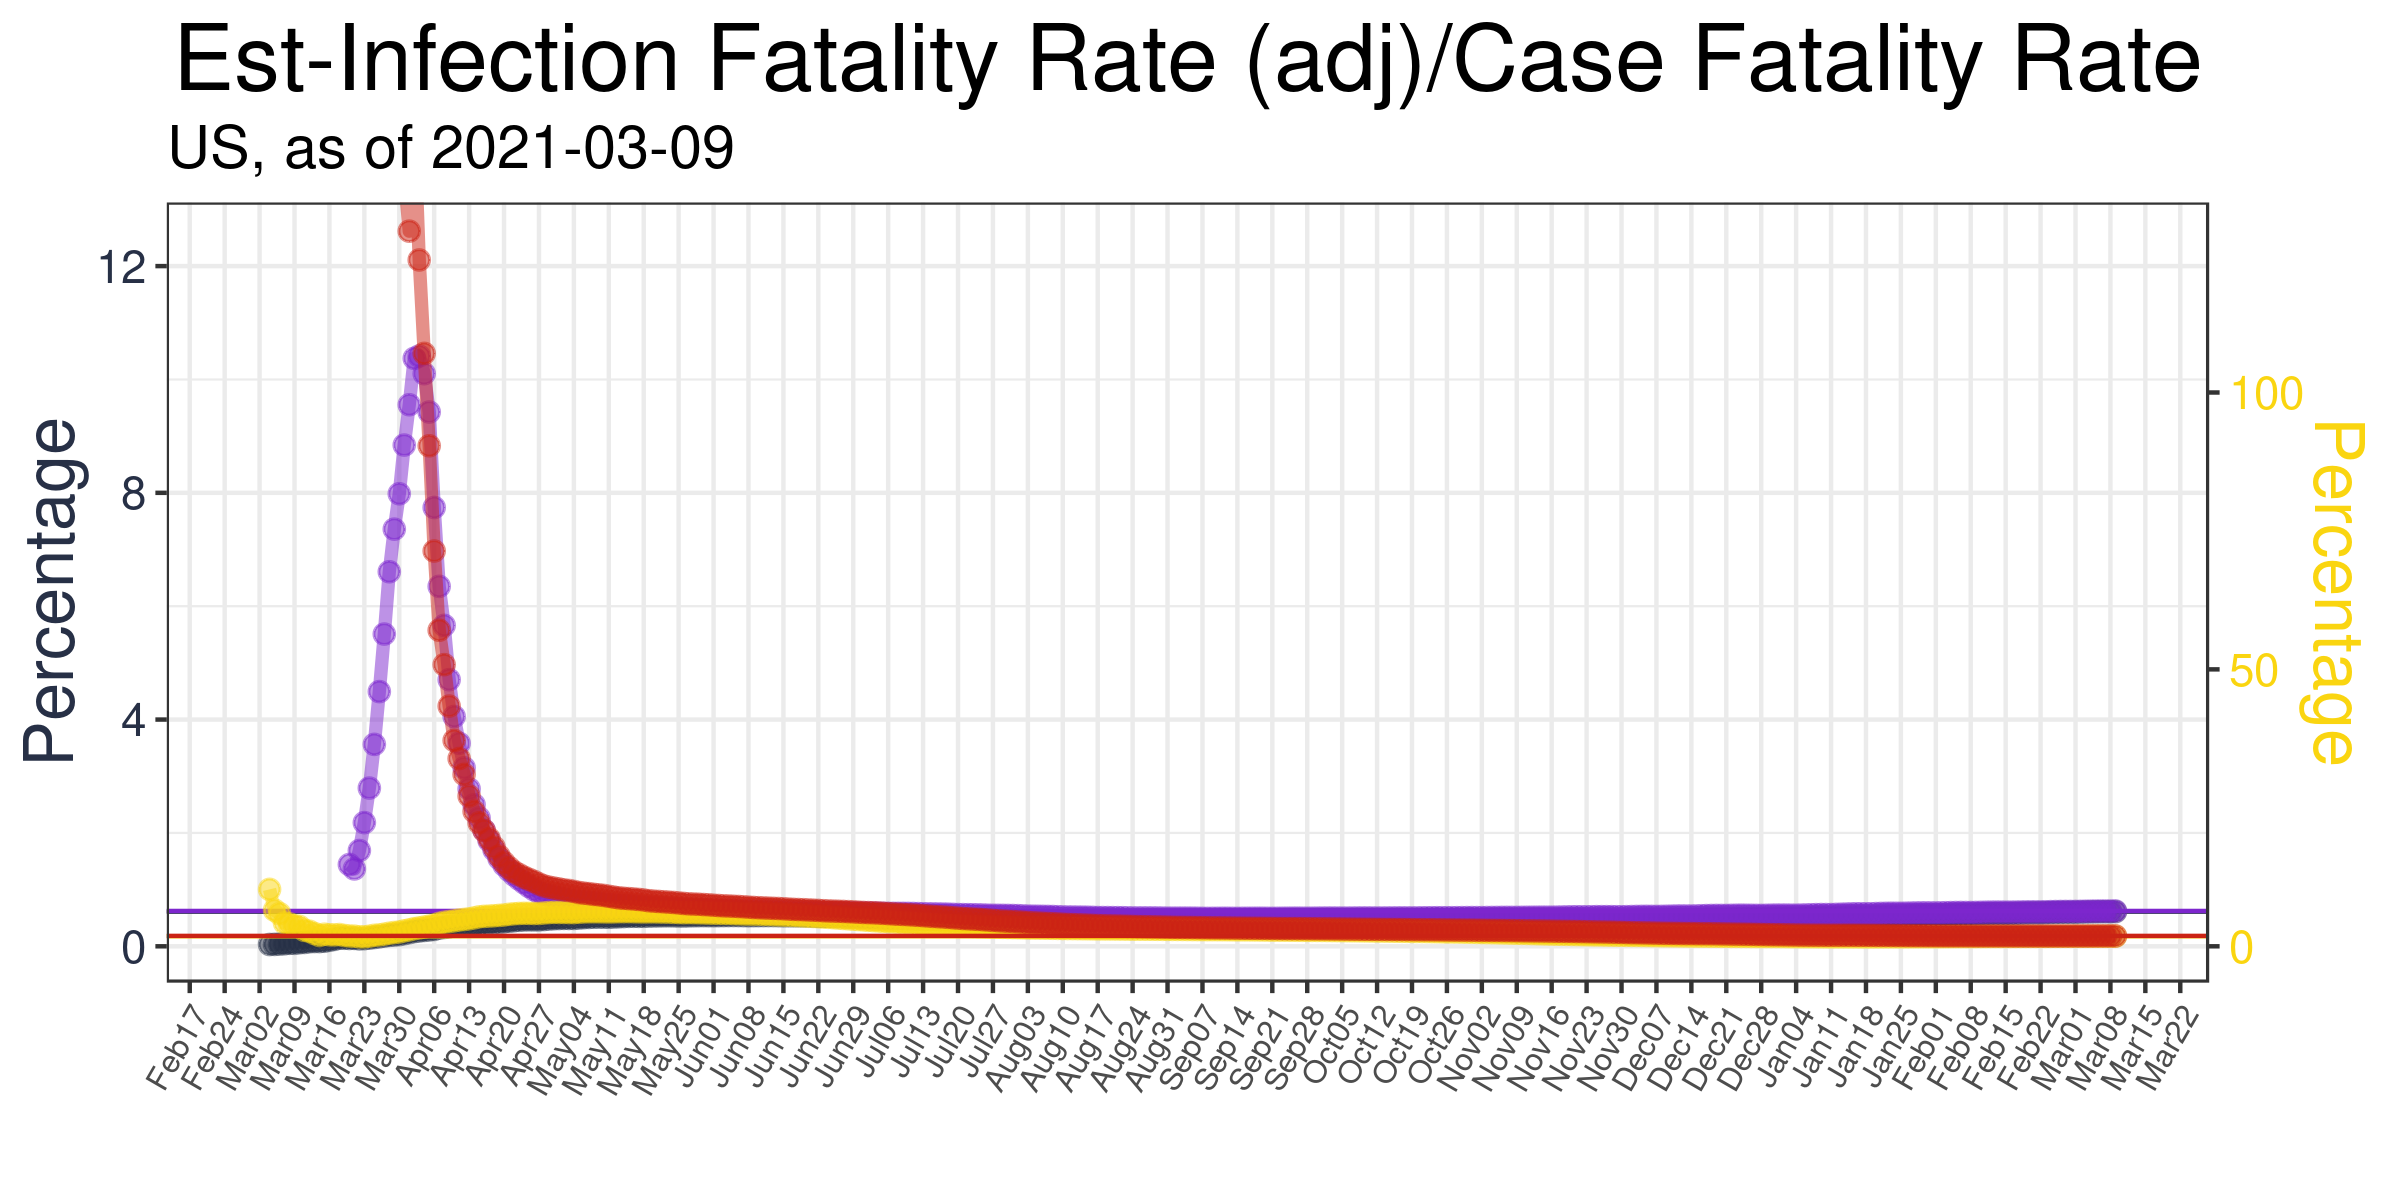 Est-Infection Fatality Rate (adj)/Case Fatality Rate
US, as of 2021-03-09
Percentage
12
8
4
0
100
50
0
Percentage
Feb17
Feb24
Mar02
Mar09
Mar16
Mar23
Mar30
Apr06
Apr13
Apr20
Apr27
May04
May11
May18
May25
Jun01
Jun08
Jun15
Jun22
Jun29
Jul06
Jul13
Jul20
Jul27
Aug03
Aug10
Aug17
Aug24
Aug31
Sep07
Sep14
Sep21
Sep28
Oct05
Oct12
Oct19
Oct26
Nov02
Nov09
Nov16
Nov23
Nov30
Dec07
Dec14
Dec21
Dec28
Jan04
Jan11
Jan18
Jan25
Feb01
Feb08
Feb15
Feb22
Mar01
Mar08
Mar15
Mar22